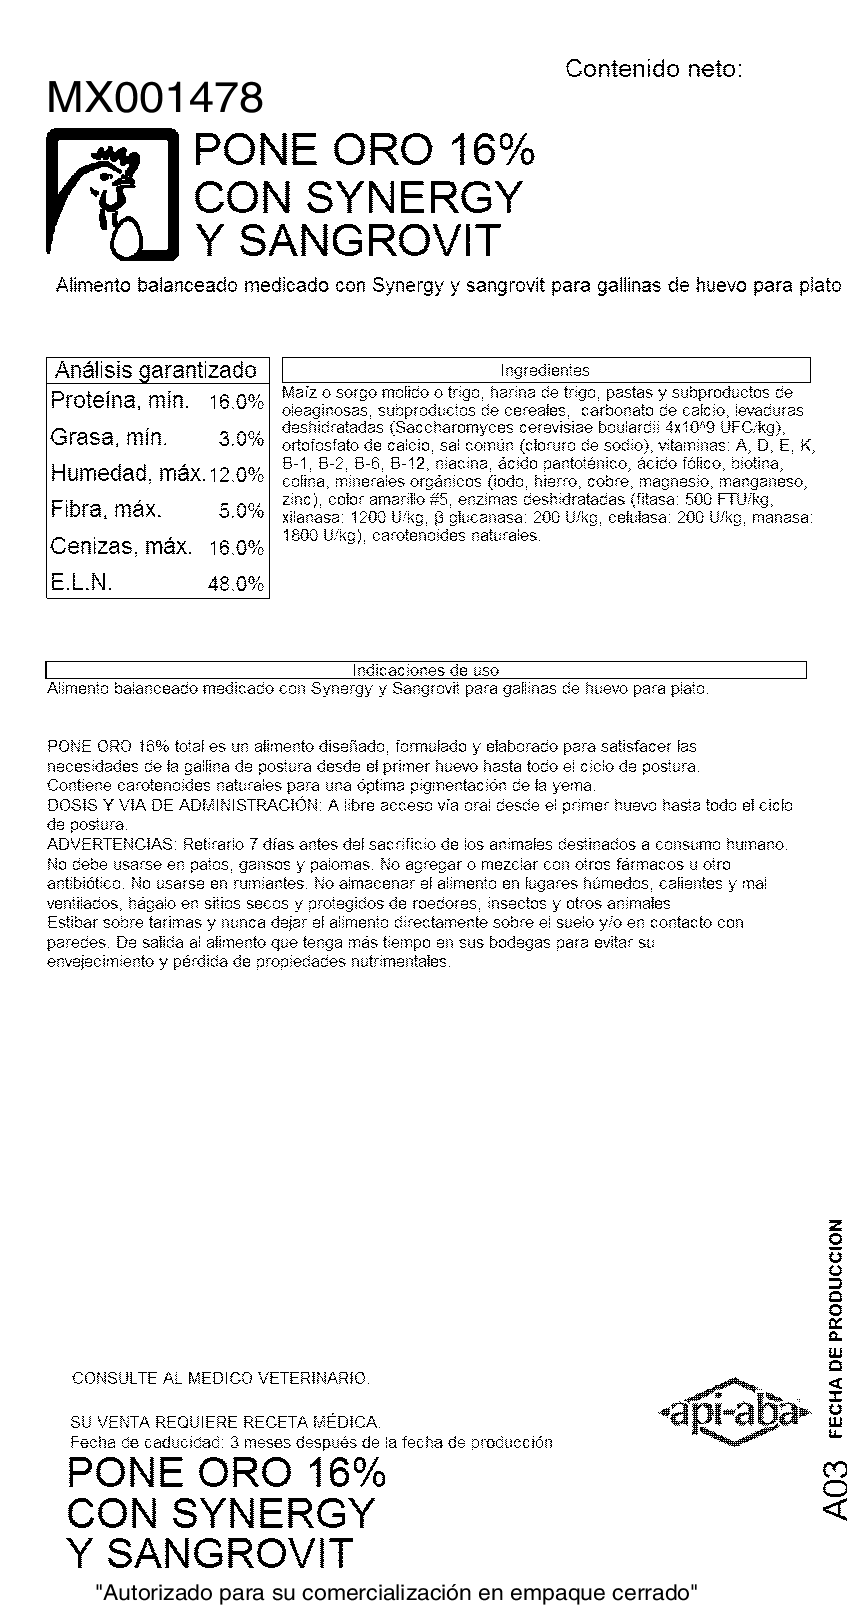 Contenido neto:
MX001478
PONE ORO 16%
CON SYNERGY
Y SANGROVIT
Alimento balanceado medicado con Synergy y sangrovit para gallinas de huevo para plato
Análisis garantizado
Proteína, mín. 16.0%
Grasa, mín. 3.0%
Humedad, máx. 12.0%
Fibra, máx. 5.0%
Cenizas, máx. 16.0%
E.L.N. 48.0%
Ingredientes
Maíz o sorgo molido o trigo, harina de trigo, pastas y subproductos de
oleaginosas, subproductos de cereales, carbonato de calcio, levaduras
deshidratadas (Saccharomyces cerevisiae boulardii 4x10^9 UFC/kg),
ortofosfato de calcio, sal común (cloruro de sodio), vitaminas: A, D, E, K,
B-1, B-2, B-6, B-12, niacina, ácido pantoténico, ácido fólico, biotina,
colina, minerales orgánicos (iodo, hierro, cobre, magnesio, manganeso,
zinc), color amarillo #5, enzimas deshidratadas (fitasa: 500 FTU/kg,
xilanasa: 1200 U/kg, β glucanasa: 200 U/kg, celulasa: 200 U/kg, manasa:
1800 U/kg), carotenoides naturales.
Indicaciones de uso
Alimento balanceado medicado con Synergy y Sangrovit para gallinas de huevo para plato.
PONE ORO 16% total es un alimento diseñado, formulado y elaborado para satisfacer las
necesidades de la gallina de postura desde el primer huevo hasta todo el ciclo de postura.
Contiene carotenoides naturales para una óptima pigmentación de la yema.
DOSIS Y VIA DE ADMINISTRACIÓN: A libre acceso vía oral desde el primer huevo hasta todo el ciclo
de postura.
ADVERTENCIAS: Retirarlo 7 días antes del sacrificio de los animales destinados a consumo humano.
No debe usarse en patos, gansos y palomas. No agregar o mezclar con otros fármacos u otro
antibiótico. No usarse en rumiantes. No almacenar el alimento en lugares húmedos, calientes y mal
ventilados, hágalo en sitios secos y protegidos de roedores, insectos y otros animales
Estibar sobre tarimas y nunca dejar el alimento directamente sobre el suelo y/o en contacto con
paredes. De salida al alimento que tenga más tiempo en sus bodegas para evitar su
envejecimiento y pérdida de propiedades nutrimentales.
FECHA DE PRODUCCION
A03
CONSULTE AL MEDICO VETERINARIO.
api-aba
SU VENTA REQUIERE RECETA MÉDICA.
Fecha de caducidad: 3 meses después de la fecha de producción
PONE ORO 16%
CON SYNERGY
Y SANGROVIT
"Autorizado para su comercialización en empaque cerrado"